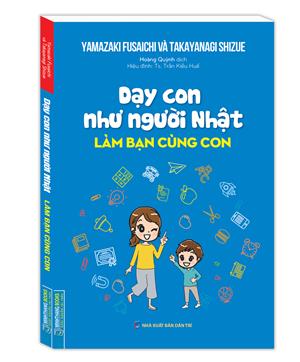 YAMAZAKI FUSAICHI VÀ TAKAYANAGI SHIZUE
Hoàng Quỳnh dịch
Hiệu đính: Ts. Trần Kiều Huế
Dạy con
như người Nhật
LÀM BẠN CÙNG CON
NHÀ XUẤT BẢN DÂN TRÍ
Dạy con như người Nhật
LÀM BẠN CÙNG CON